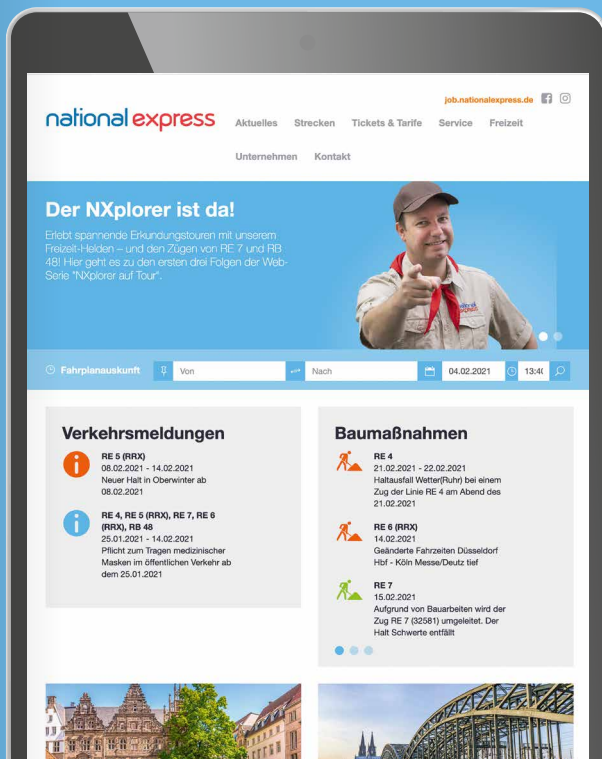 job.nationalexpress.de
national express
Aktuelles Strecken Tickets & Tarife Service Freizeit
Unternehmen Kontakt
Der NXplorer ist da!
Erlebt spannende Erkundungstouren mit unserem
Freizeit-Helden – und den Zügen von RE 7 und RB
48! Hier geht es zu den ersten drei Folgen der Web-
Serie "NXplorer auf Tour".
Fahrplanauskunft Von Nach 04.02.2021 13:40
Verkehrsmeldungen
RE 5 (RRX)
08.02.2021 - 14.02.2021
Neuer Halt in Oberwinter ab
08.02.2021
RE 4, RE 5 (RRX), RE 7, RE 6
(RRX), RB 48
25.01.2021 - 14.02.2021
Pflicht zum Tragen medizinischer
Masken im öffentlichen Verkehr ab
dem 25.01.2021
Baumaßnahmen
RE 4
21.02.2021 - 22.02.2021
Haltausfall Wetter(Ruhr) bei einem
Zug der Linie RE 4 am Abend des
21.02.2021
RE 6 (RRX)
14.02.2021
Geänderte Fahrzeiten Düsseldorf
Hbf - Köln Messe/Deutz tief
RE 7
15.02.2021
Aufgrund von Bauarbeiten wird der
Zug RE 7 (32581) umgeleitet. Der
Halt Schwerte entfällt